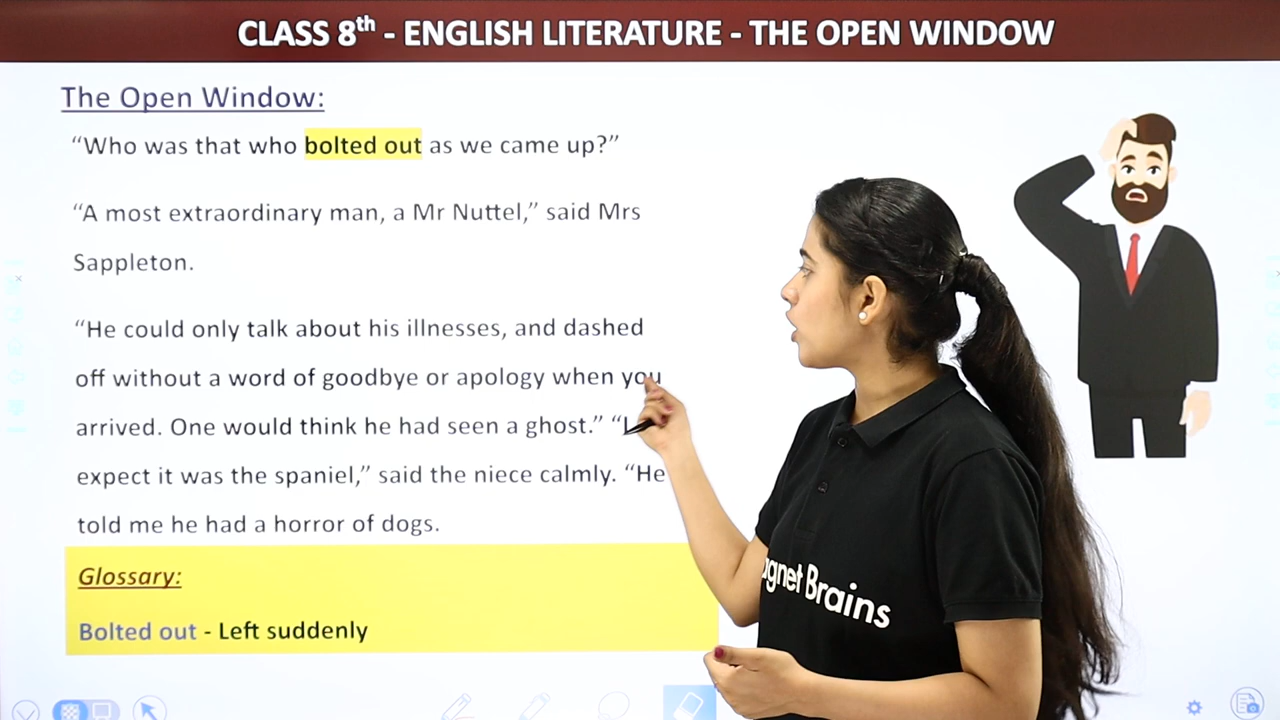 CLASS 8th - ENGLISH LITERATURE - THE OPEN WINDOW
The Open Window:
“Who was that who bolted out as we came up?”
“A most extraordinary man, a Mr Nuttel,” said Mrs
Sappleton.
“He could only talk about his illnesses, and dashed
off without a word of goodbye or apology when you
arrived. One would think he had seen a ghost.” “I
expect it was the spaniel,” said the niece calmly. “He
told me he had a horror of dogs.
Glossary:
Bolted out - Left suddenly
agnet Brains